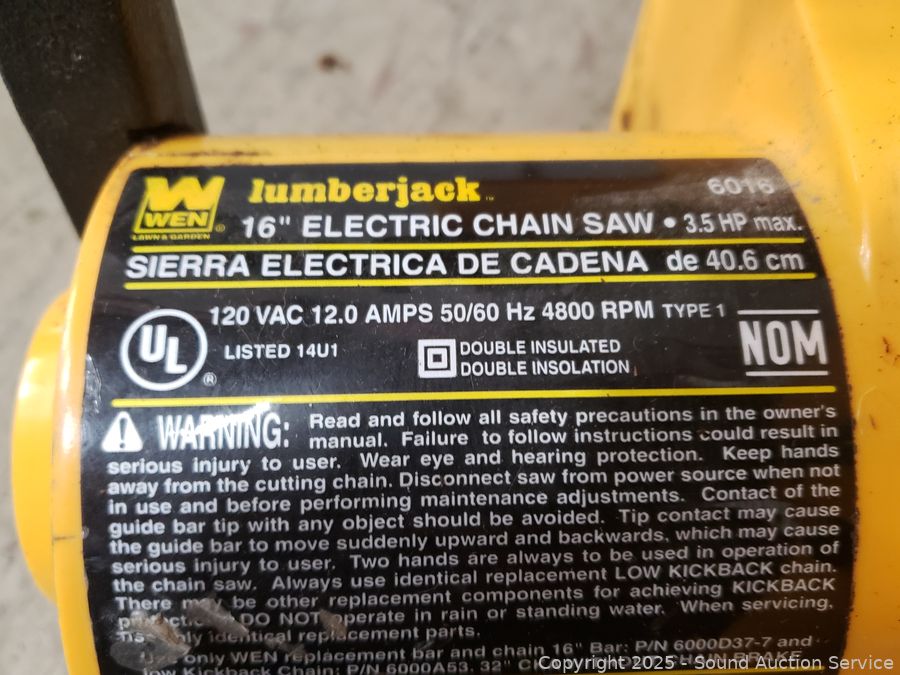 WEN
LAWN & GARDEN
®
lumberjack™
6016
16" ELECTRIC CHAIN SAW • 3.5 HP max.
SIERRA ELECTRICA DE CADENA de 40.6 cm
120 VAC 12.0 AMPS 50/60 Hz 4800 RPM TYPE 1
UL
®
LISTED 14U1
DOUBLE INSULATED
DOUBLE INSOLATION
NOM
WARNING: Read and follow all safety precautions in the owner's
manual. Failure to follow instructions could result in
serious injury to user. Wear eye and hearing protection. Keep hands
away from the cutting chain. Disconnect saw from power source when not
in use and before performing maintenance adjustments. Contact of the
guide bar tip with any object should be avoided. Tip contact may cause
the guide bar to move suddenly upward and backwards, which may cause
serious injury to user. Two hands are always to be used in operation of
the chain saw. Always use identical replacement LOW KICKBACK chain.
There may be other replacement components for achieving KICKBACK
DO NOT operate in rain or standing water. When servicing,
only identical replacement parts.
Use only WEN replacement bar and chain 16" Bar: P/N 6000D37-7 and
low Kickback Chain: P/N 6000A53. 32" CHAIN BRAKE
Copyright 2025 - Sound Auction Service